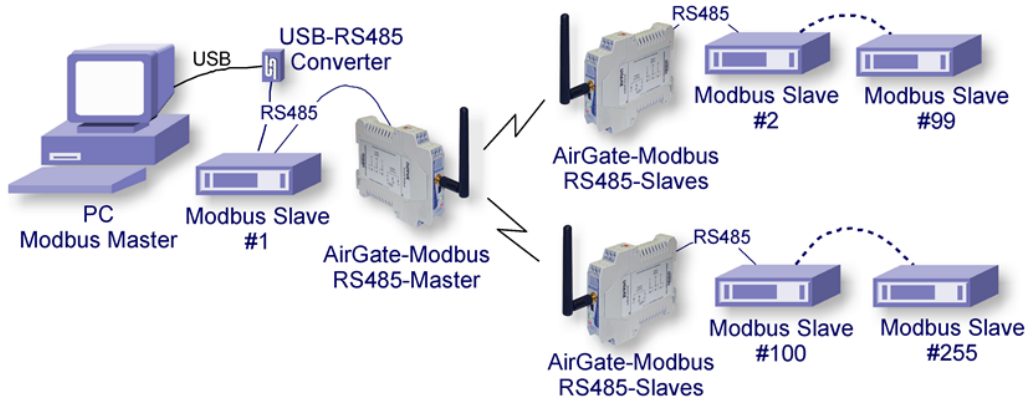 USB-RS485
Converter
USB
RS485
PC
Modbus Master
Modbus Slave
#1
AirGate-Modbus
RS485-Master
RS485
Modbus Slave
#2
Modbus Slave
#99
AirGate-Modbus
RS485-Slaves
RS485
Modbus Slave
#100
Modbus Slave
#255
AirGate-Modbus
RS485-Slaves